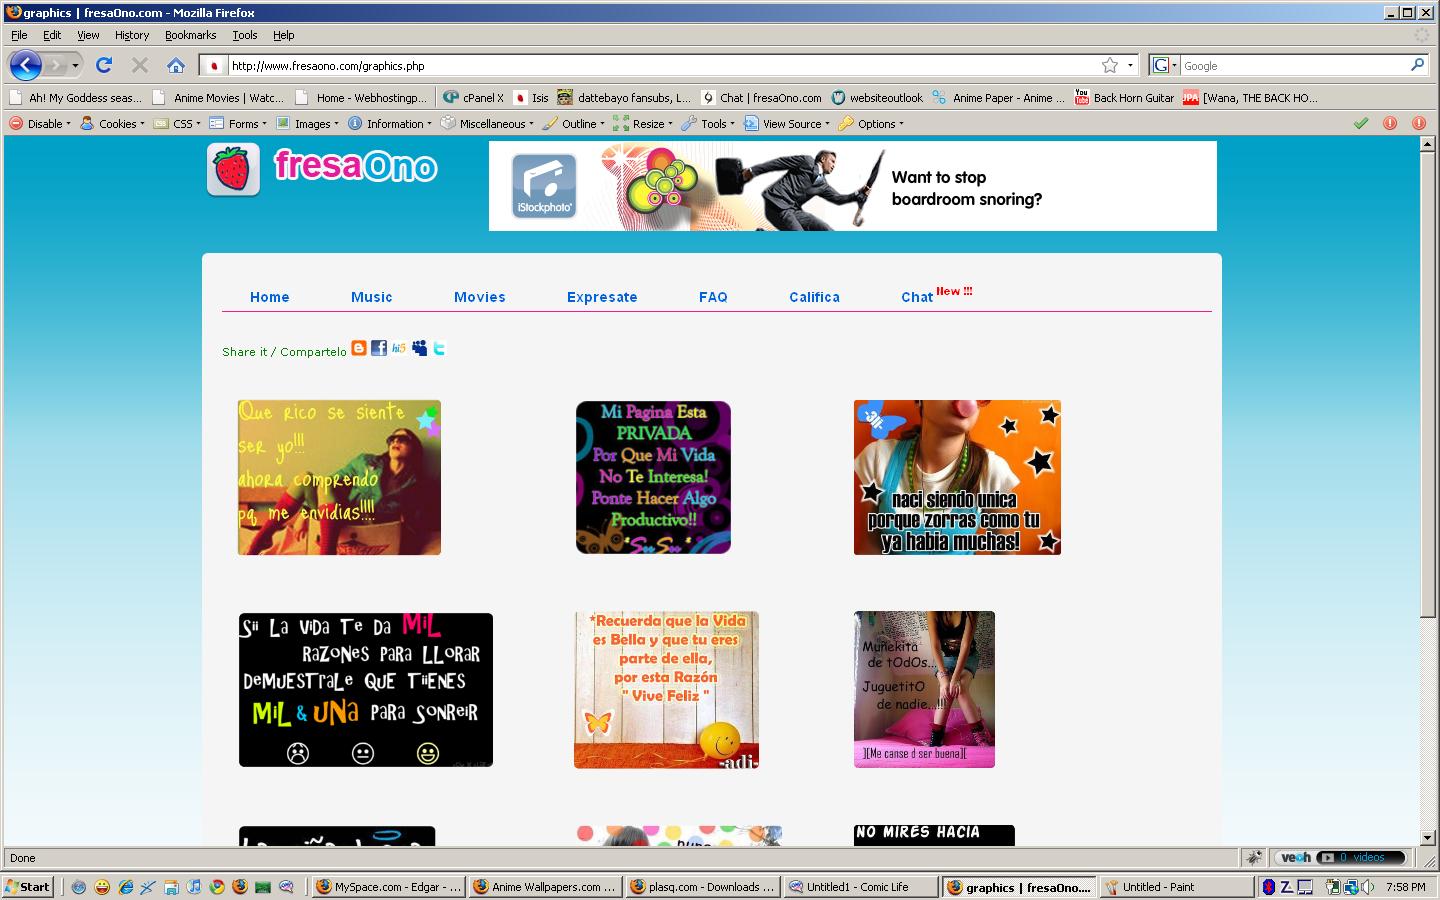 graphics | fresaOno.com - Mozilla Firefox
File Edit View History Bookmarks Tools Help
http://www.fresaono.com/graphics.php
G Google
Ah! My Goddess seas... Anime Movies | Watc... Home - Webhostingp... cPanel X Isis dattebayo fansubs, L... Chat | fresaOno.com websiteoutlook Anime Paper - Anime ... You Tube Back Horn Guitar JPA [Wana, THE BACK HO...
Disable Cookies CSS Forms Images Information Miscellaneous Outline Resize Tools View Source Options
fresaOno
iStockphoto
Want to stop
boardroom snoring?
Home Music Movies Expresate FAQ Califica Chat New !!!
Share it / Compartelo hi5
Que rico se siente
ser yo!!!
ahora comprendo
pq me envidias!!!!
Mi Pagina Esta
PRIVADA
Por Que Mi Vida
No Te Interesa!
Ponte Hacer Algo
Productivo!!
naci siendo unica
porque zorras como tu
ya habia muchas!
Sii La Vida Te Da MiL
RAZONES PARA LLORAR
DEMUESTRALE QUE TIIENES
MiL & UNa PARA SONREIR
*Recuerda que la Vida
es Bella y que tu eres
parte de ella,
por esta Razón
" Vive Feliz "
-adi-
Muñekita
de tOdOs...
JuguetitO
de nadie...!!!
][Me canse d ser buena][
NO MIRES HACIA
Done
veoh 0 videos
Start MySpace.com - Edgar - ... Anime Wallpapers.com ... plasq.com - Downloads ... Untitled1 - Comic Life graphics | fresaOno.... Untitled - Paint 7:58 PM